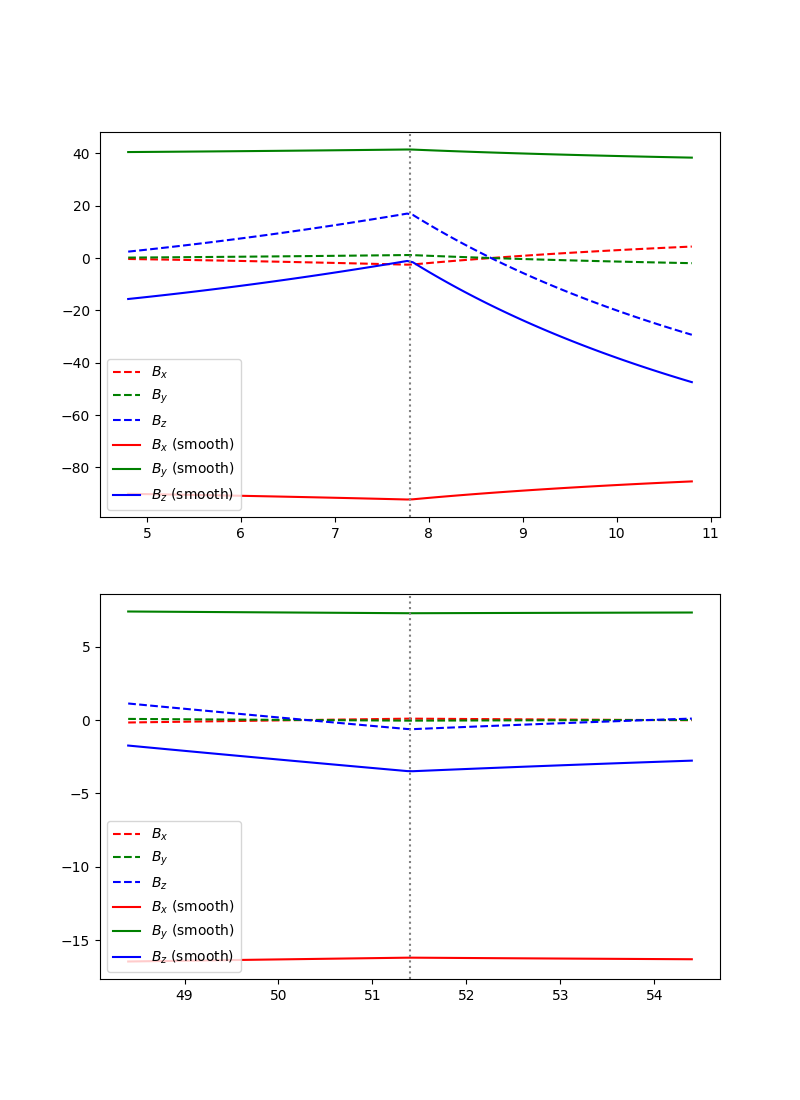 40
20
0
−20
−40
−60
−80
B_x
B_y
B_z
B_x (smooth)
B_y (smooth)
B_z (smooth)
5 6 7 8 9 10 11
5
0
−5
−10
−15
B_x
B_y
B_z
B_x (smooth)
B_y (smooth)
B_z (smooth)
49 50 51 52 53 54